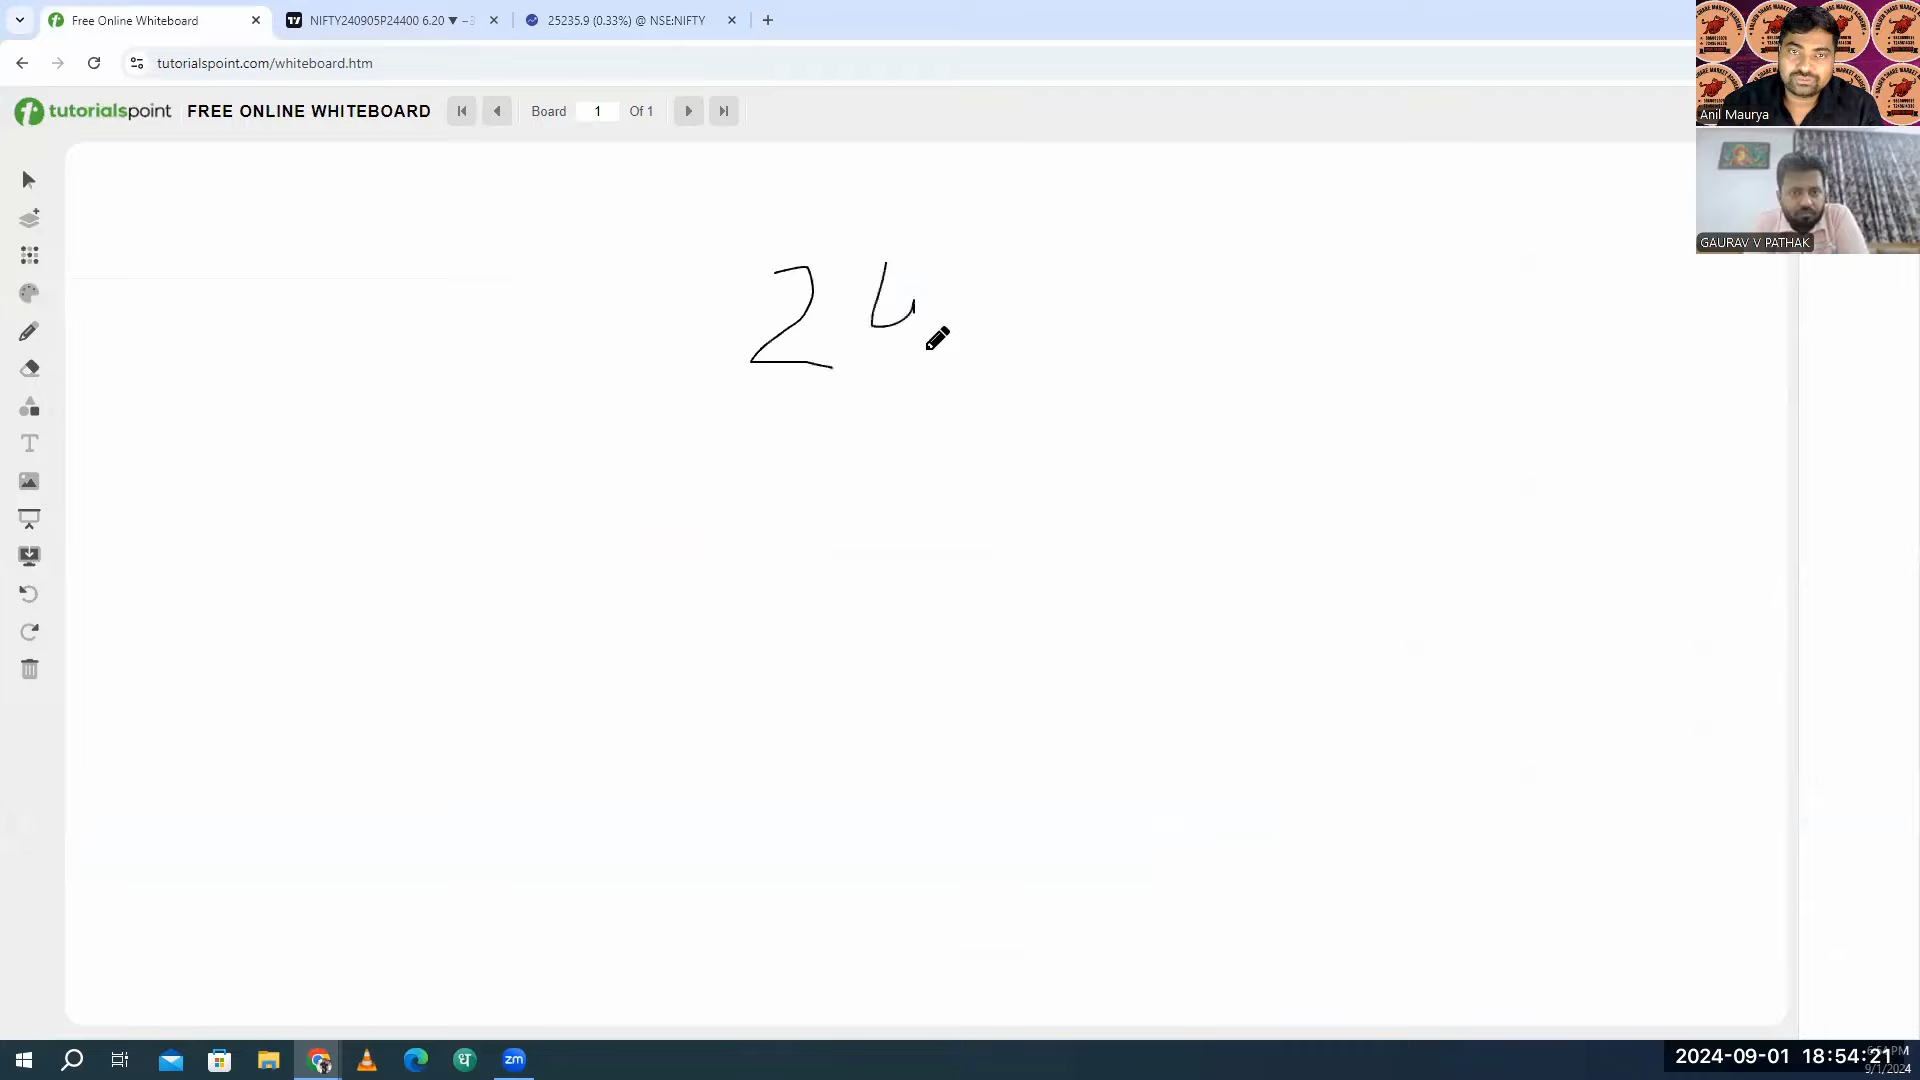 Free Online Whiteboard
NIFTY240905P24400 6.20 ▼ −3
25235.9 (0.33%) @ NSE:NIFTY
tutorialspoint.com/whiteboard.htm
tutorialspoint FREE ONLINE WHITEBOARD Board 1 Of 1
Anil Maurya
GAURAV V PATHAK
2
T
zm
2024-09-01 18:54:21
9/1/2024